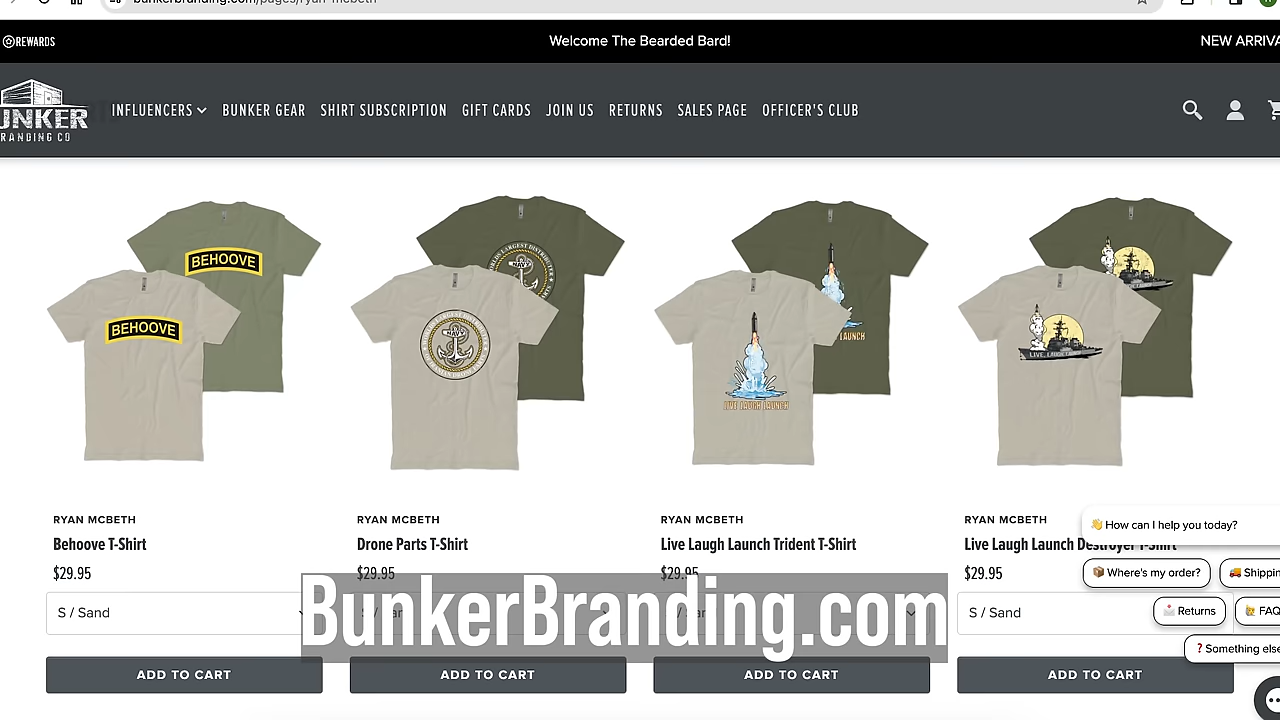 bunkerbranding.com/pages/ryan-mcbeth
REWARDS
Welcome The Bearded Bard!
NEW ARRIVA
UNKER
RANDING CO
INFLUENCERS
BUNKER GEAR
SHIRT SUBSCRIPTION
GIFT CARDS
JOIN US
RETURNS
SALES PAGE
OFFICER'S CLUB
BEHOOVE
BEHOOVE
NAVY
NAVY
LAUNCH
LIVE LAUGH LAUNCH
LIVE, LAUGH, LAUNCH
RYAN MCBETH
Behoove T-Shirt
$29.95
S / Sand
ADD TO CART
RYAN MCBETH
Drone Parts T-Shirt
$29.95
ADD TO CART
RYAN MCBETH
Live Laugh Launch Trident T-Shirt
$29.95
ADD TO CART
RYAN MCBETH
Live Laugh Launch Destroyer T-Shirt
$29.95
S / Sand
ADD TO CART
BunkerBranding.com
👋 How can I help you today?
📦 Where's my order?
🚚 Shippin
📩 Returns
🙋 FAQ
❓ Something else